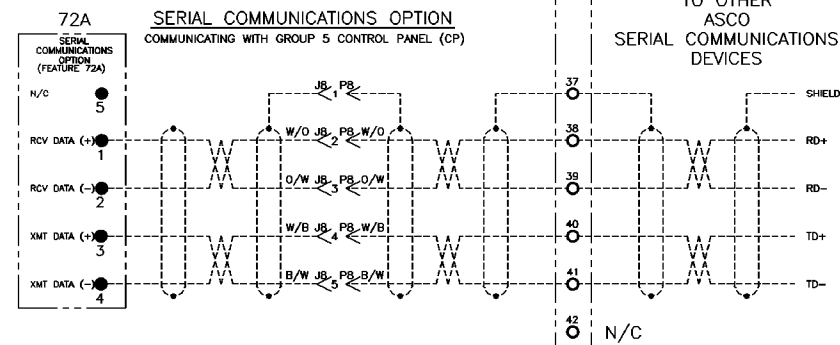 72A
SERIAL COMMUNICATIONS OPTION
COMMUNICATING WITH GROUP 5 CONTROL PANEL (CP)
TO OTHER
ASCO
SERIAL COMMUNICATIONS
DEVICES
SERIAL
COMMUNICATIONS
OPTION
(FEATURE 72A)
N/C
5
J8 1 P8
37
SHIELD
RCV DATA (+)
1
W/O J8 2 P8 W/O
38
RD+
RCV DATA (-)
2
O/W J8 3 P8 O/W
39
RD-
XMT DATA (+)
3
W/B J8 4 P8 W/B
40
TD+
XMT DATA (-)
4
B/W J8 5 P8 B/W
41
TD-
42
N/C